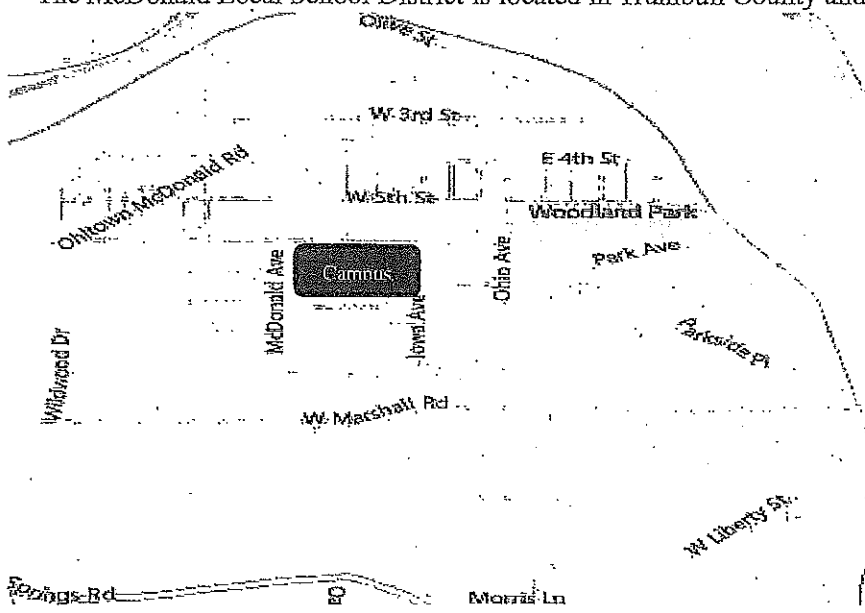 The McDonald Local School District is located in Trumbull County and
Olive St
W 3rd St
E 4th St
Ohltown McDonald Rd
W 5th St
Woodland Park
Park Ave
Ohio Ave
McDonald Ave
Campus
Iowa Ave
Parkside Pl
Wildwood Dr
W Marshall Rd
W Liberty St
Springs Rd
Morris Ln